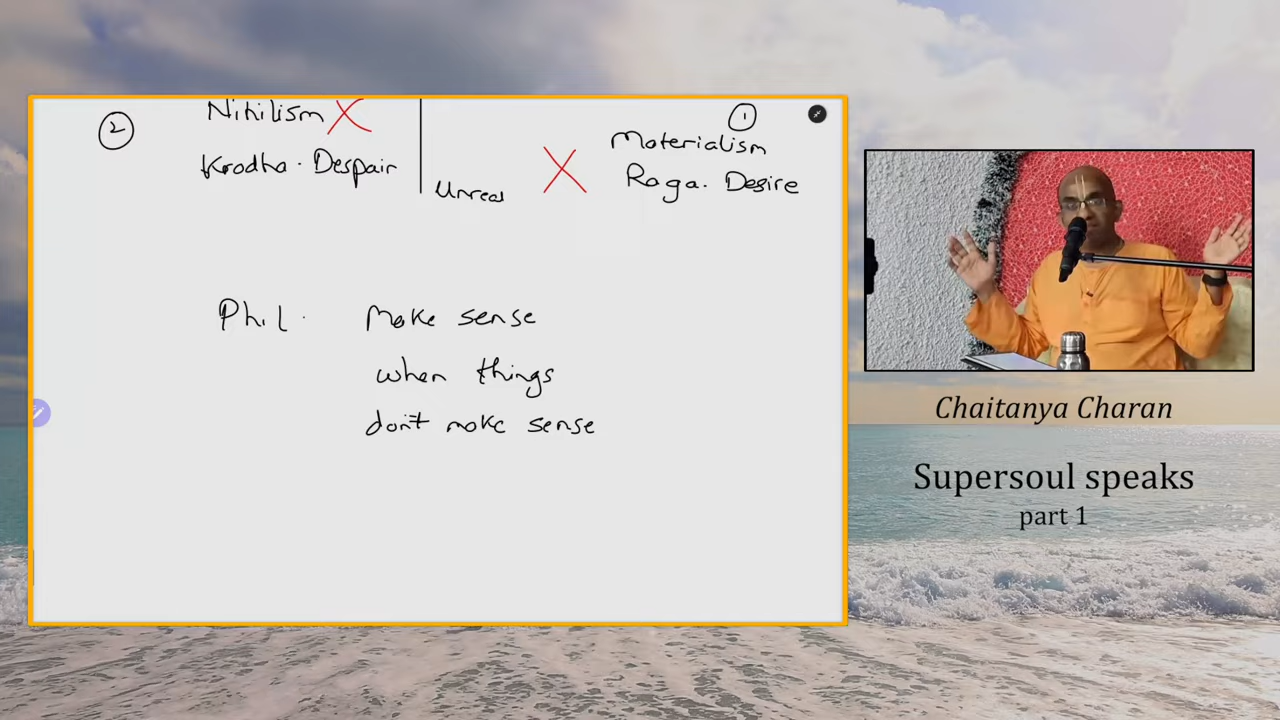 ②
Nihilism
Krodha. Despair
Unreal
①
Materialism
Raga. Desire
Phil. Make sense
when things
don't make sense
Chaitanya Charan
Supersoul speaks
part 1